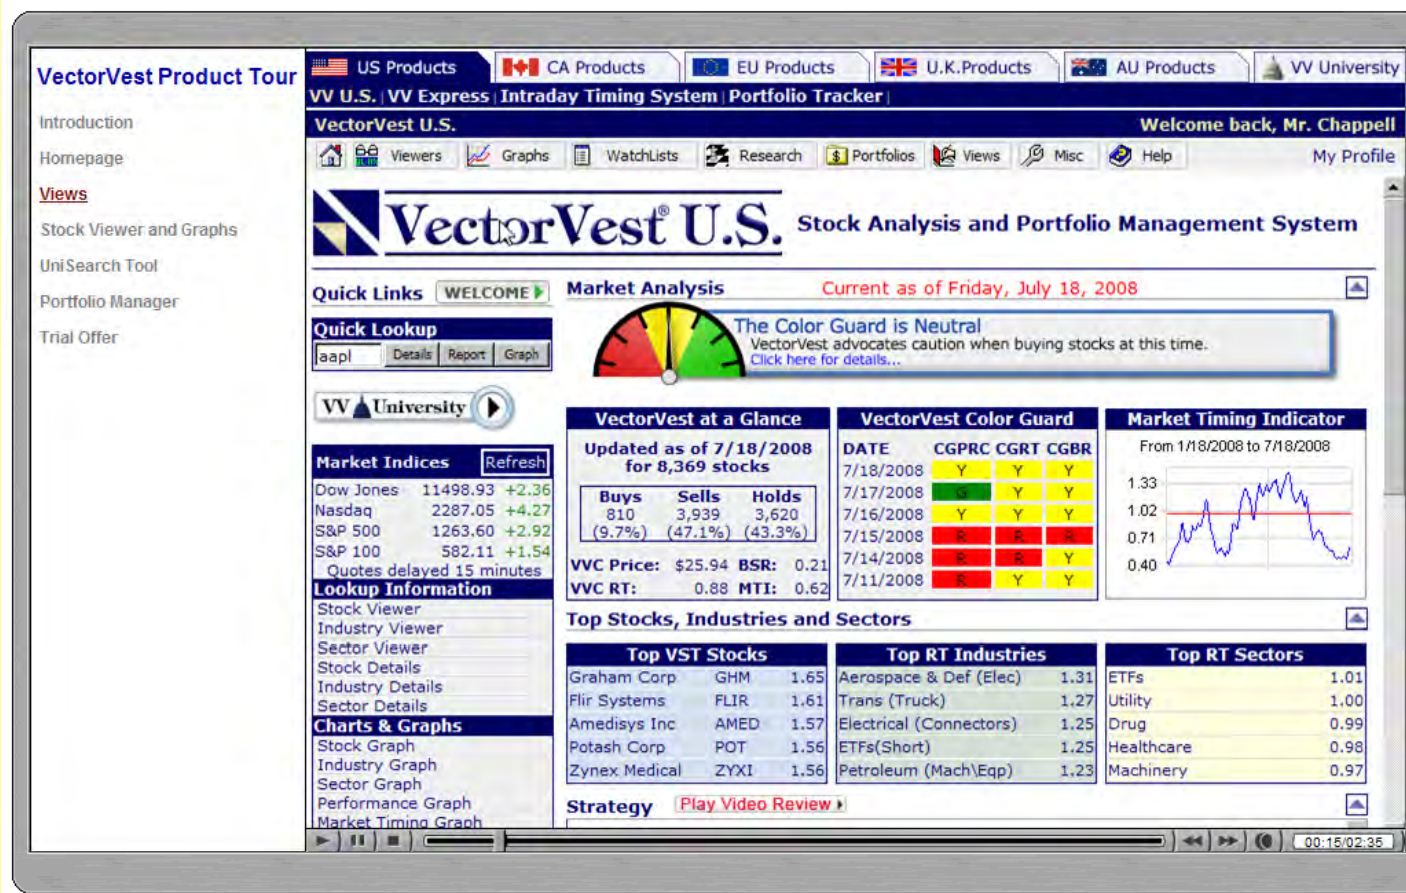 VectorVest Product Tour
Introduction
Homepage
Views
Stock Viewer and Graphs
UniSearch Tool
Portfolio Manager
Trial Offer
US Products CA Products EU Products U.K.Products AU Products VV University
VV U.S. | VV Express | Intraday Timing System | Portfolio Tracker |
VectorVest U.S. Welcome back, Mr. Chappell
Viewers Graphs WatchLists Research Portfolios Views Misc Help My Profile
VectorVest® U.S. Stock Analysis and Portfolio Management System
Quick Links WELCOME
Quick Lookup
aapl Details Report Graph
VV University
Market Indices Refresh
Dow Jones 11498.93 +2.36
Nasdaq 2287.05 +4.27
S&P 500 1263.60 +2.92
S&P 100 582.11 +1.54
Quotes delayed 15 minutes
Lookup Information
Stock Viewer
Industry Viewer
Sector Viewer
Stock Details
Industry Details
Sector Details
Charts & Graphs
Stock Graph
Industry Graph
Sector Graph
Performance Graph
Market Timing Graph
Market Analysis Current as of Friday, July 18, 2008
The Color Guard is Neutral
VectorVest advocates caution when buying stocks at this time.
Click here for details...
VectorVest at a Glance
Updated as of 7/18/2008
for 8,369 stocks
Buys Sells Holds
810 3,939 3,620
(9.7%) (47.1%) (43.3%)
VVC Price: $25.94 BSR: 0.21
VVC RT: 0.88 MTI: 0.62
VectorVest Color Guard
DATE CGPRC CGRT CGBR
7/18/2008 Y Y Y
7/17/2008 G Y Y
7/16/2008 Y Y Y
7/15/2008 R R R
7/14/2008 R R Y
7/11/2008 R Y Y
Market Timing Indicator
From 1/18/2008 to 7/18/2008
1.33
1.02
0.71
0.40
Top Stocks, Industries and Sectors
Top VST Stocks
Graham Corp GHM 1.65
Flir Systems FLIR 1.61
Amedisys Inc AMED 1.57
Potash Corp POT 1.56
Zynex Medical ZYXI 1.56
Top RT Industries
Aerospace & Def (Elec) 1.31
Trans (Truck) 1.27
Electrical (Connectors) 1.25
ETFs(Short) 1.25
Petroleum (Mach\Eqp) 1.23
Top RT Sectors
ETFs 1.01
Utility 1.00
Drug 0.99
Healthcare 0.98
Machinery 0.97
Strategy Play Video Review
00:15/02:35